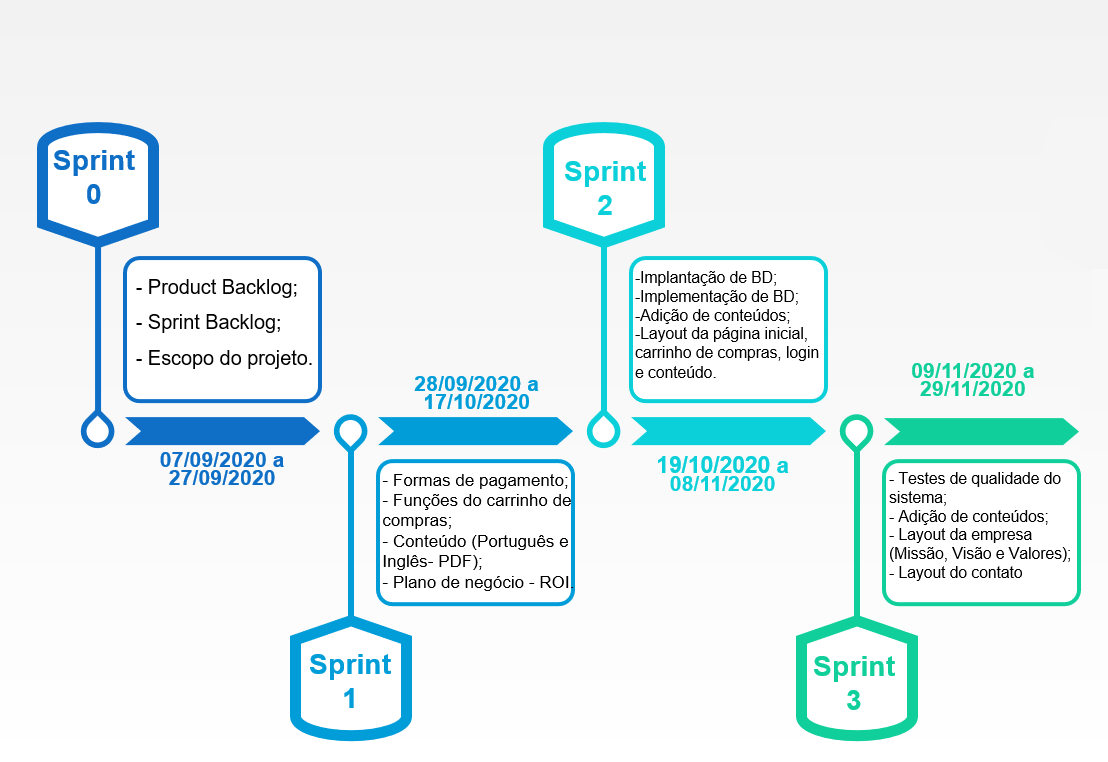 Sprint
0
- Product Backlog;
- Sprint Backlog;
- Escopo do projeto.
07/09/2020 a
27/09/2020
28/09/2020 a
17/10/2020
- Formas de pagamento;
- Funções do carrinho de
compras;
- Conteúdo (Português e
Inglês- PDF);
- Plano de negócio - ROI.
Sprint
1
Sprint
2
-Implantação de BD;
-Implementação de BD;
-Adição de conteúdos;
-Layout da página inicial,
carrinho de compras, login
e conteúdo.
19/10/2020 a
08/11/2020
09/11/2020 a
29/11/2020
- Testes de qualidade do
sistema;
- Adição de conteúdos;
- Layout da empresa
(Missão, Visão e Valores);
- Layout do contato
Sprint
3